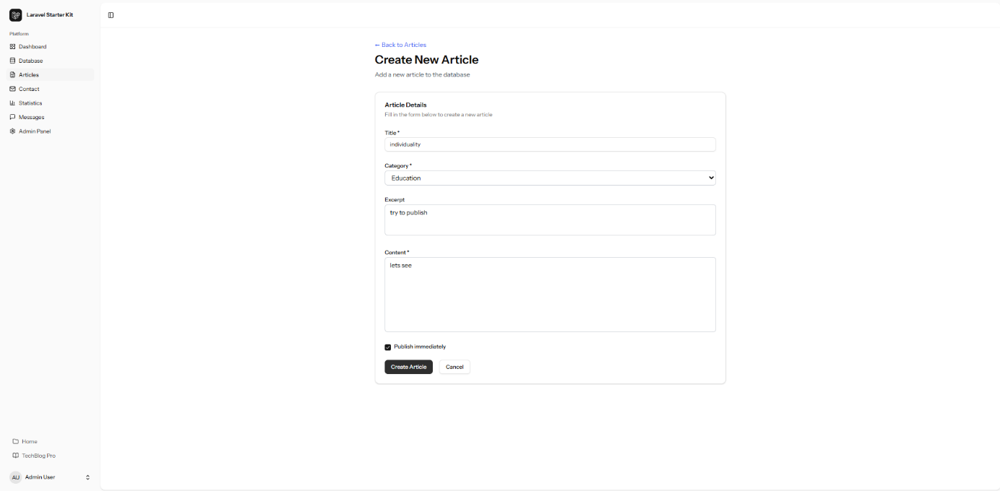 Laravel Starter Kit
Platform
Dashboard
Database
Articles
Contact
Statistics
Messages
Admin Panel
Home
TechBlog Pro
AU Admin User
← Back to Articles
Create New Article
Add a new article to the database
Article Details
Fill in the form below to create a new article
Title *
individuality
Category *
Education
Excerpt
try to publish
Content *
lets see
Publish immediately
Create Article Cancel